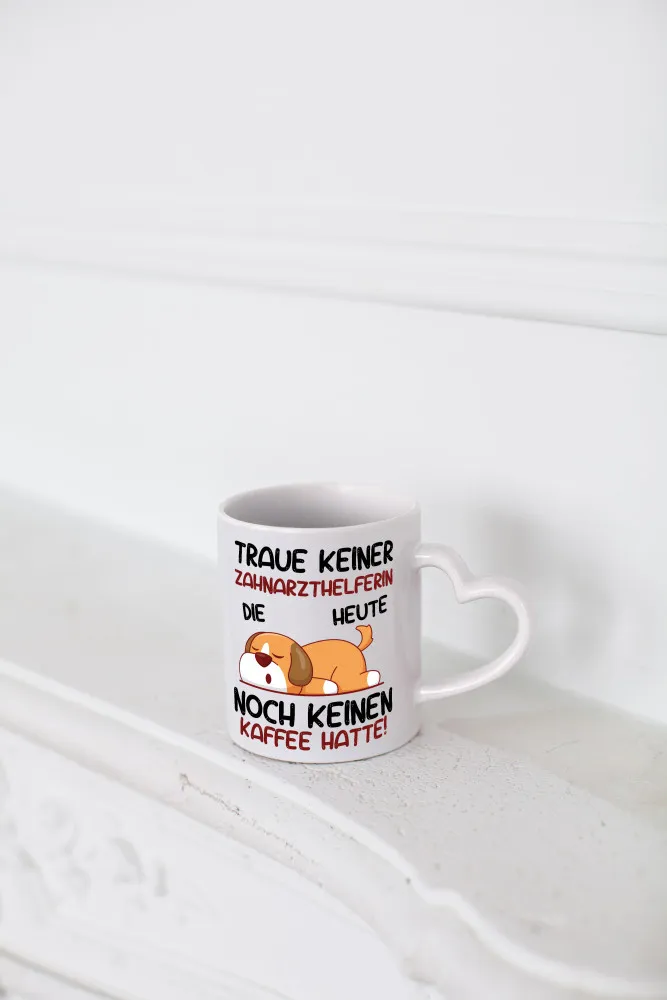 TRAUE KEINER
ZAHNARZTHELFERIN
DIE HEUTE
NOCH KEINEN
KAFFEE HATTE!